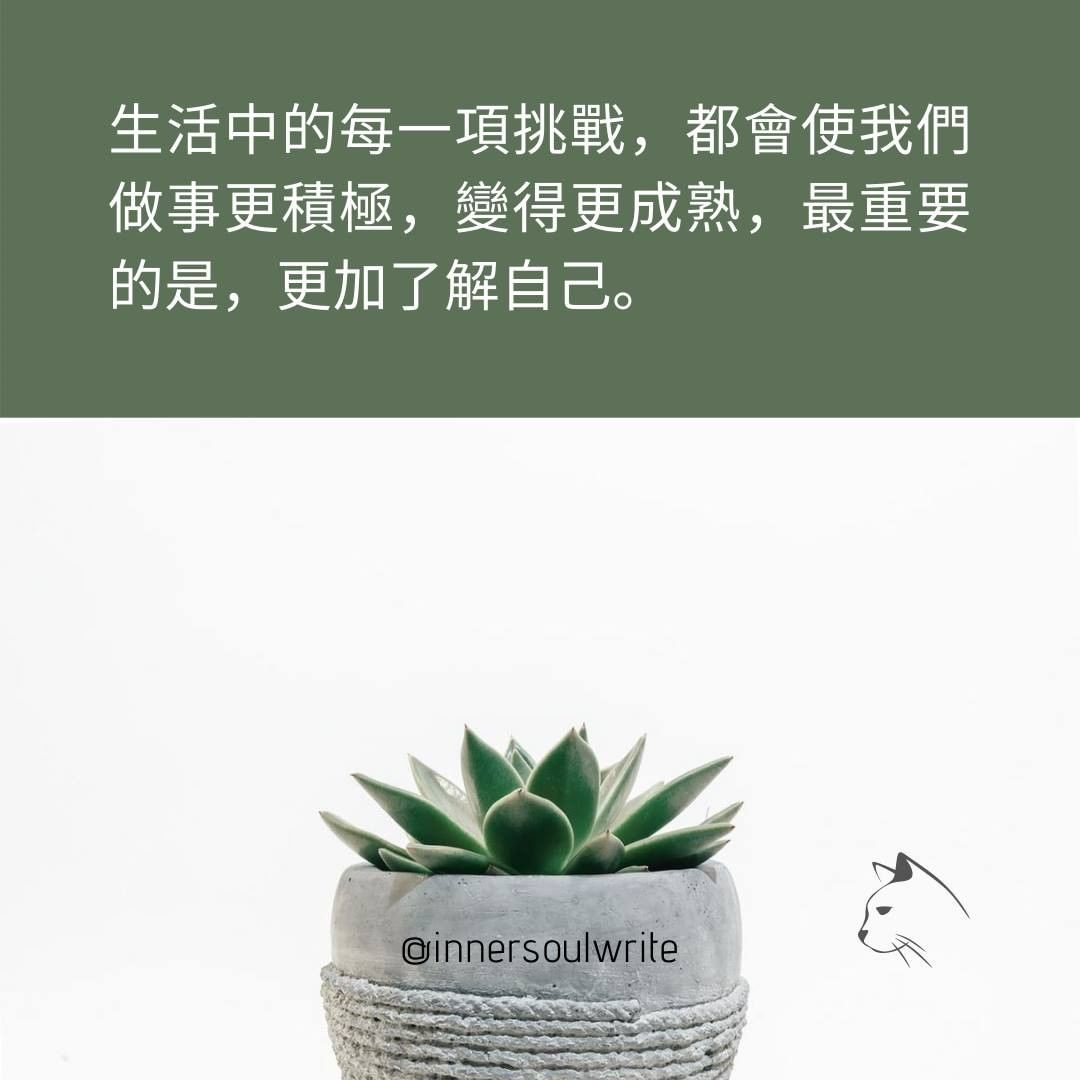 生活中的每一項挑戰，都會使我們
做事更積極，變得更成熟，最重要
的是，更加了解自己。
@innersoulwrite